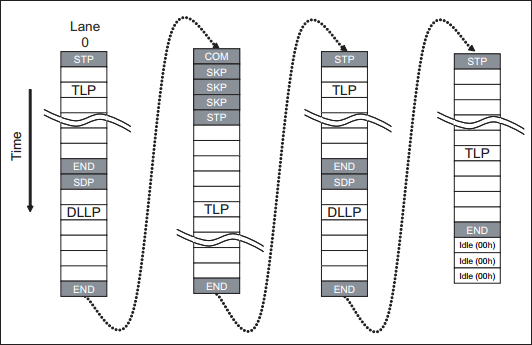 Lane
0
Time
STP
TLP
END
SDP
DLLP
END
COM
SKP
SKP
SKP
STP
TLP
END
STP
TLP
END
SDP
DLLP
END
STP
TLP
END
Idle (00h)
Idle (00h)
Idle (00h)